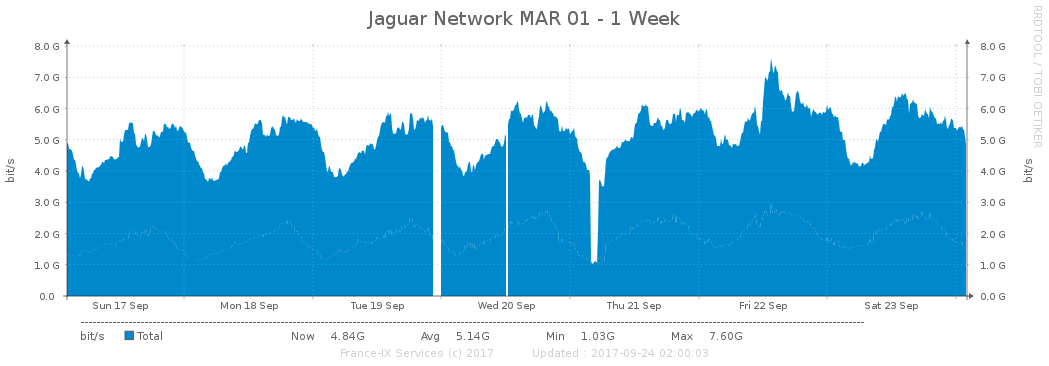 Jaguar Network MAR 01 - 1 Week
RRDTOOL / TOBI OETIKER
8.0 G 8.0 G
7.0 G 7.0 G
6.0 G 6.0 G
5.0 G 5.0 G
4.0 G 4.0 G
3.0 G 3.0 G
2.0 G 2.0 G
1.0 G 1.0 G
0.0 0.0 G
bit/s bit/s
Sun 17 Sep Mon 18 Sep Tue 19 Sep Wed 20 Sep Thu 21 Sep Fri 22 Sep Sat 23 Sep
bit/s Total Now 4.84G Avg 5.14G Min 1.03G Max 7.60G
France-IX Services (c) 2017 Updated : 2017-09-24 02:00:03